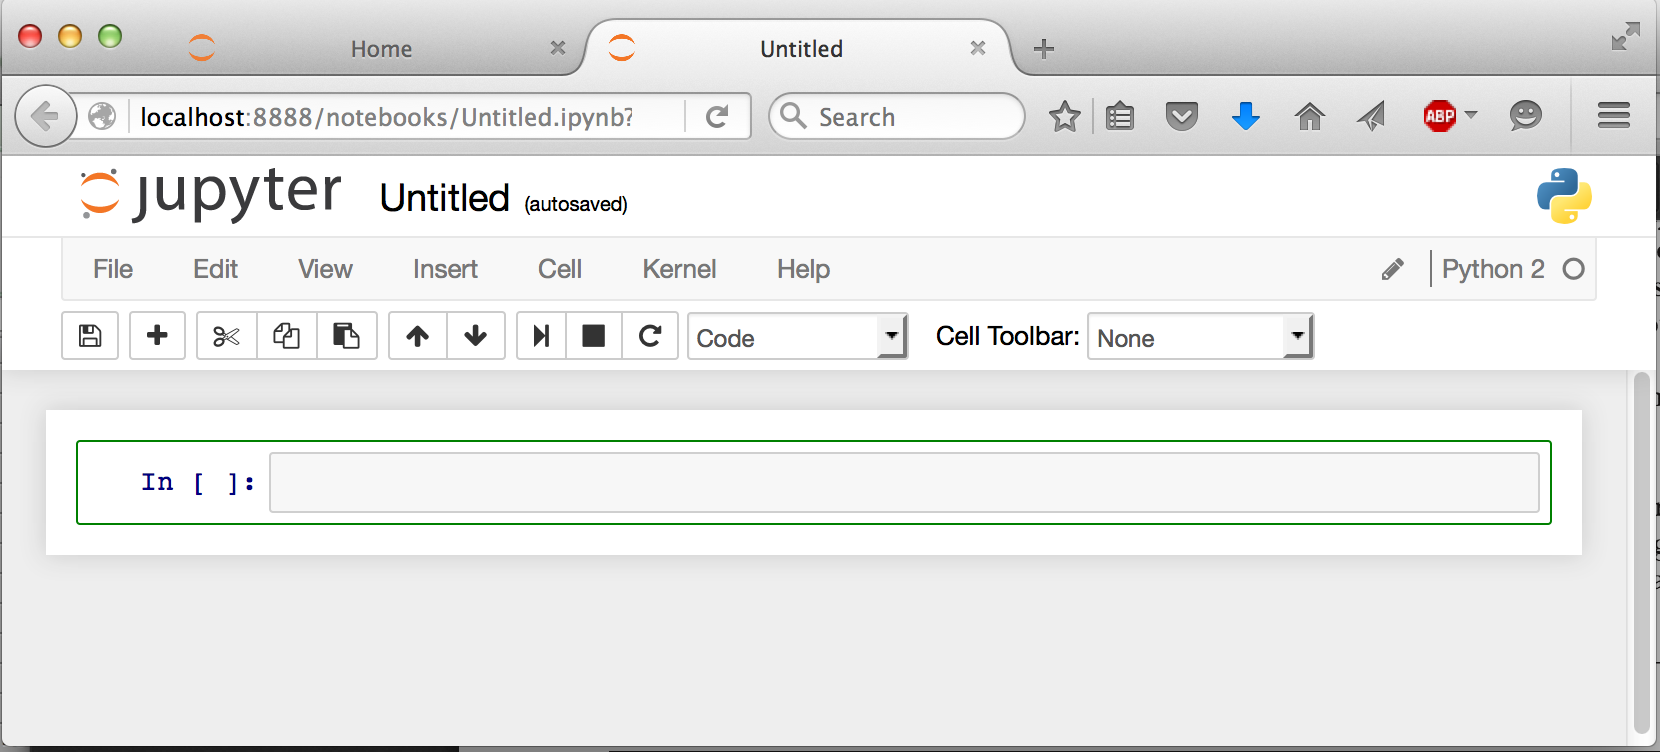 Home
Untitled
localhost:8888/notebooks/Untitled.ipynb?
Search
ABP
jupyter Untitled (autosaved)
File Edit View Insert Cell Kernel Help Python 2
Code Cell Toolbar: None
In [ ]: